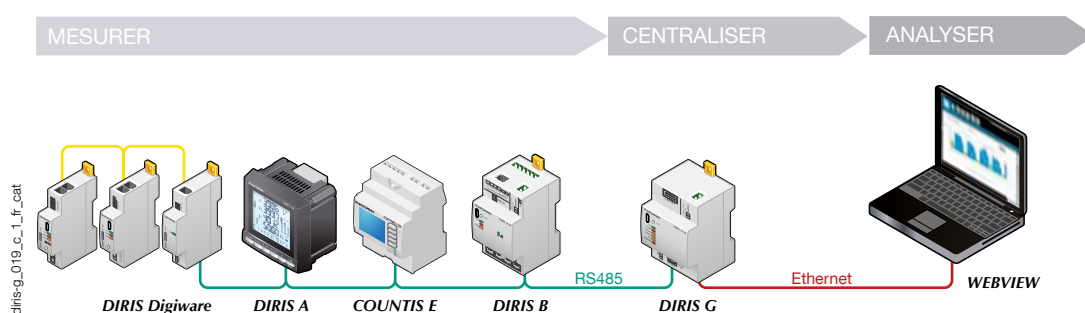 MESURER
CENTRALISER
ANALYSER
diris-g_019_c_1_fr_cat
RS485
Ethernet
WEBVIEW
DIRIS Digiware
DIRIS A
COUNTIS E
DIRIS B
DIRIS G